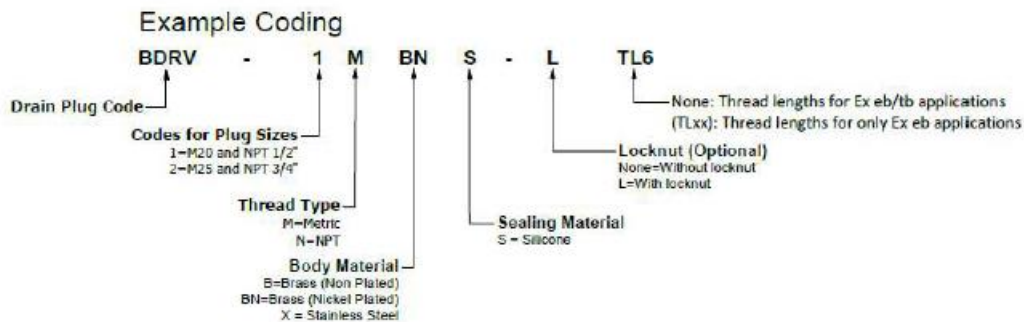 Example Coding
BDRV - 1 M BN S - L TL6
Drain Plug Code
None: Thread lengths for Ex eb/tb applications
(TLxx): Thread lengths for only Ex eb applications
Codes for Plug Sizes
1=M20 and NPT 1/2"
2=M25 and NPT 3/4"
Locknut (Optional)
None=Without locknut
L=With locknut
Thread Type
M=Metric
N=NPT
Sealing Material
S = Silicone
Body Material
B=Brass (Non Plated)
BN=Brass (Nickel Plated)
X = Stainless Steel